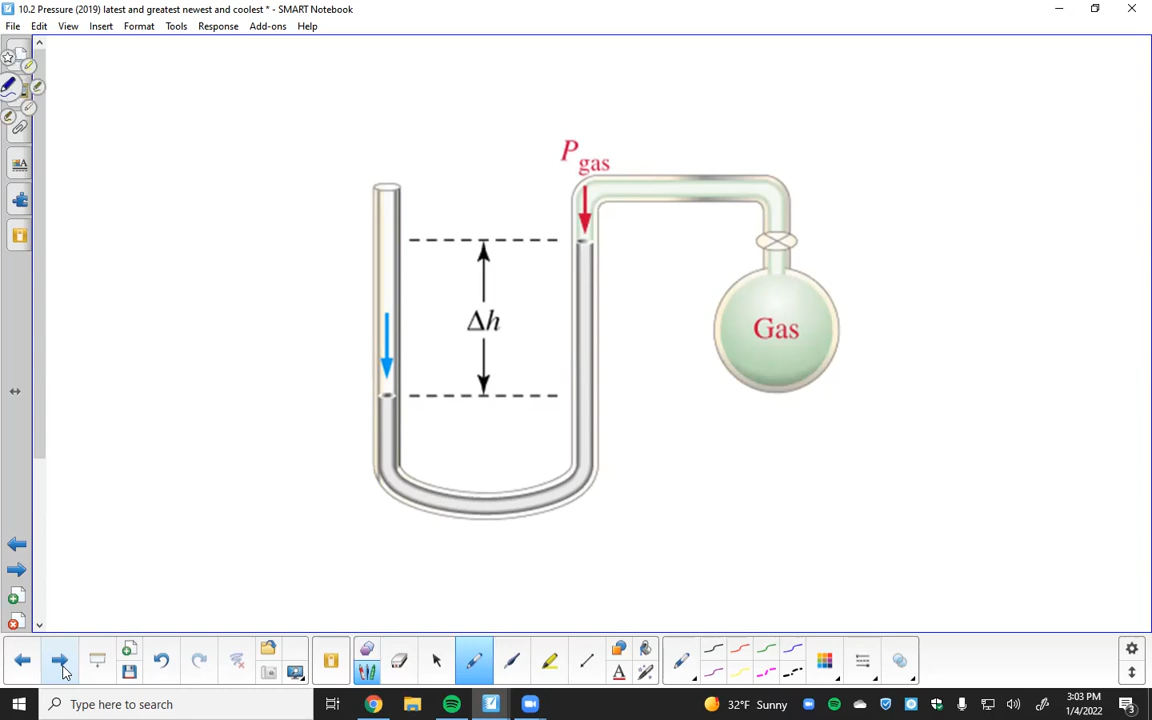 10.2 Pressure (2019) latest and greatest newest and coolest * - SMART Notebook
File Edit View Insert Format Tools Response Add-ons Help
P gas
Δh
Gas
Type here to search
32°F Sunny
3:03 PM
1/4/2022
3